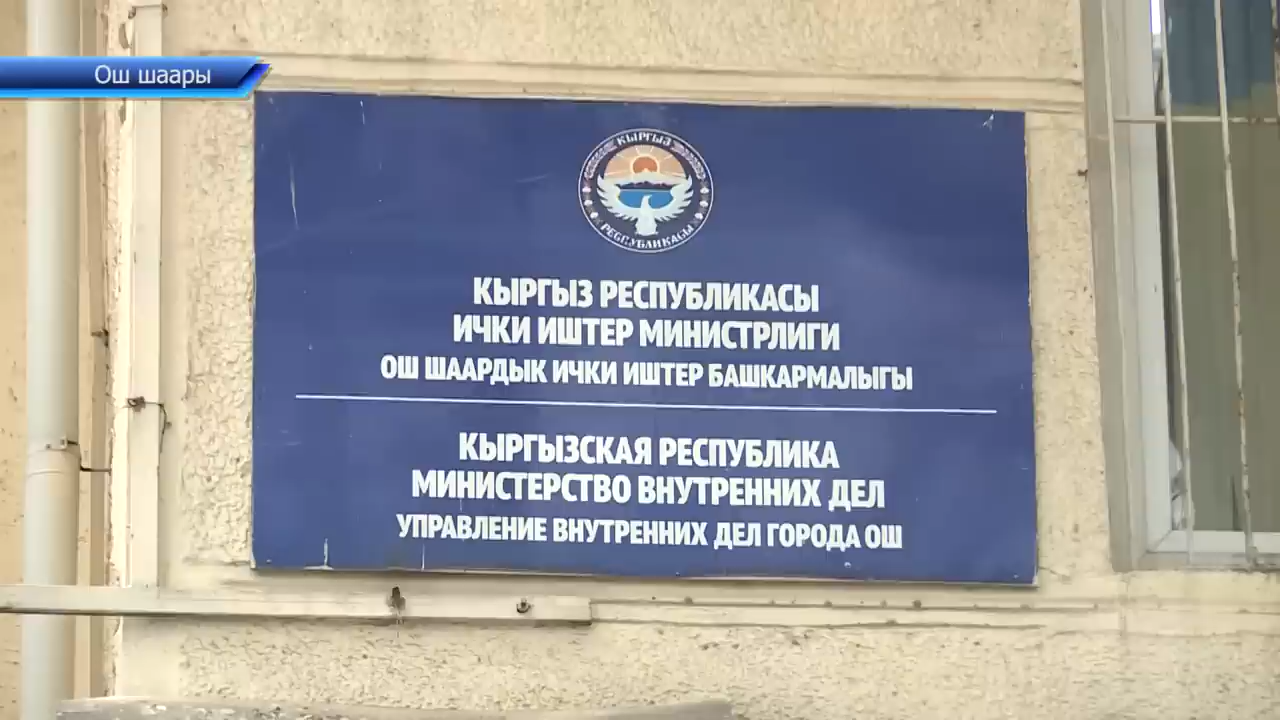 Ош шаары
КЫРГЫЗ
РЕСПУБЛИКАСЫ
КЫРГЫЗ РЕСПУБЛИКАСЫ
ИЧКИ ИШТЕР МИНИСТРЛИГИ
ОШ ШААРДЫК ИЧКИ ИШТЕР БАШКАРМАЛЫГЫ
КЫРГЫЗСКАЯ РЕСПУБЛИКА
МИНИСТЕРСТВО ВНУТРЕННИХ ДЕЛ
УПРАВЛЕНИЕ ВНУТРЕННИХ ДЕЛ ГОРОДА ОШ